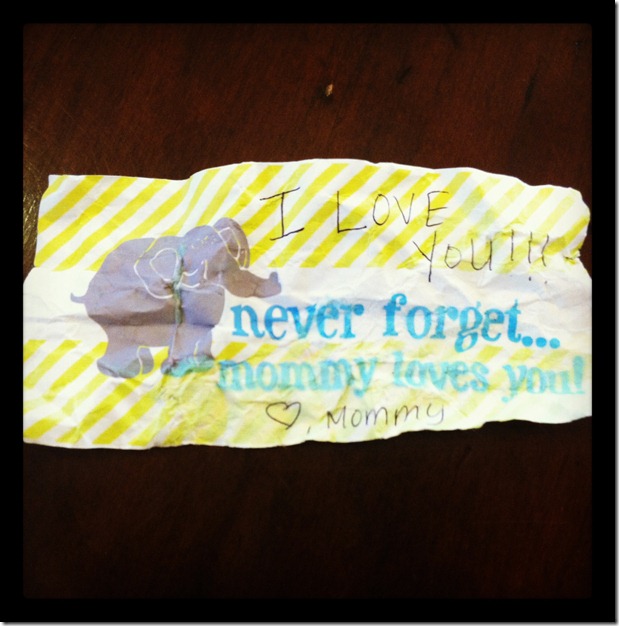 I LOVE
YOU!!!
never forget...
mommy loves you!
♡, Mommy